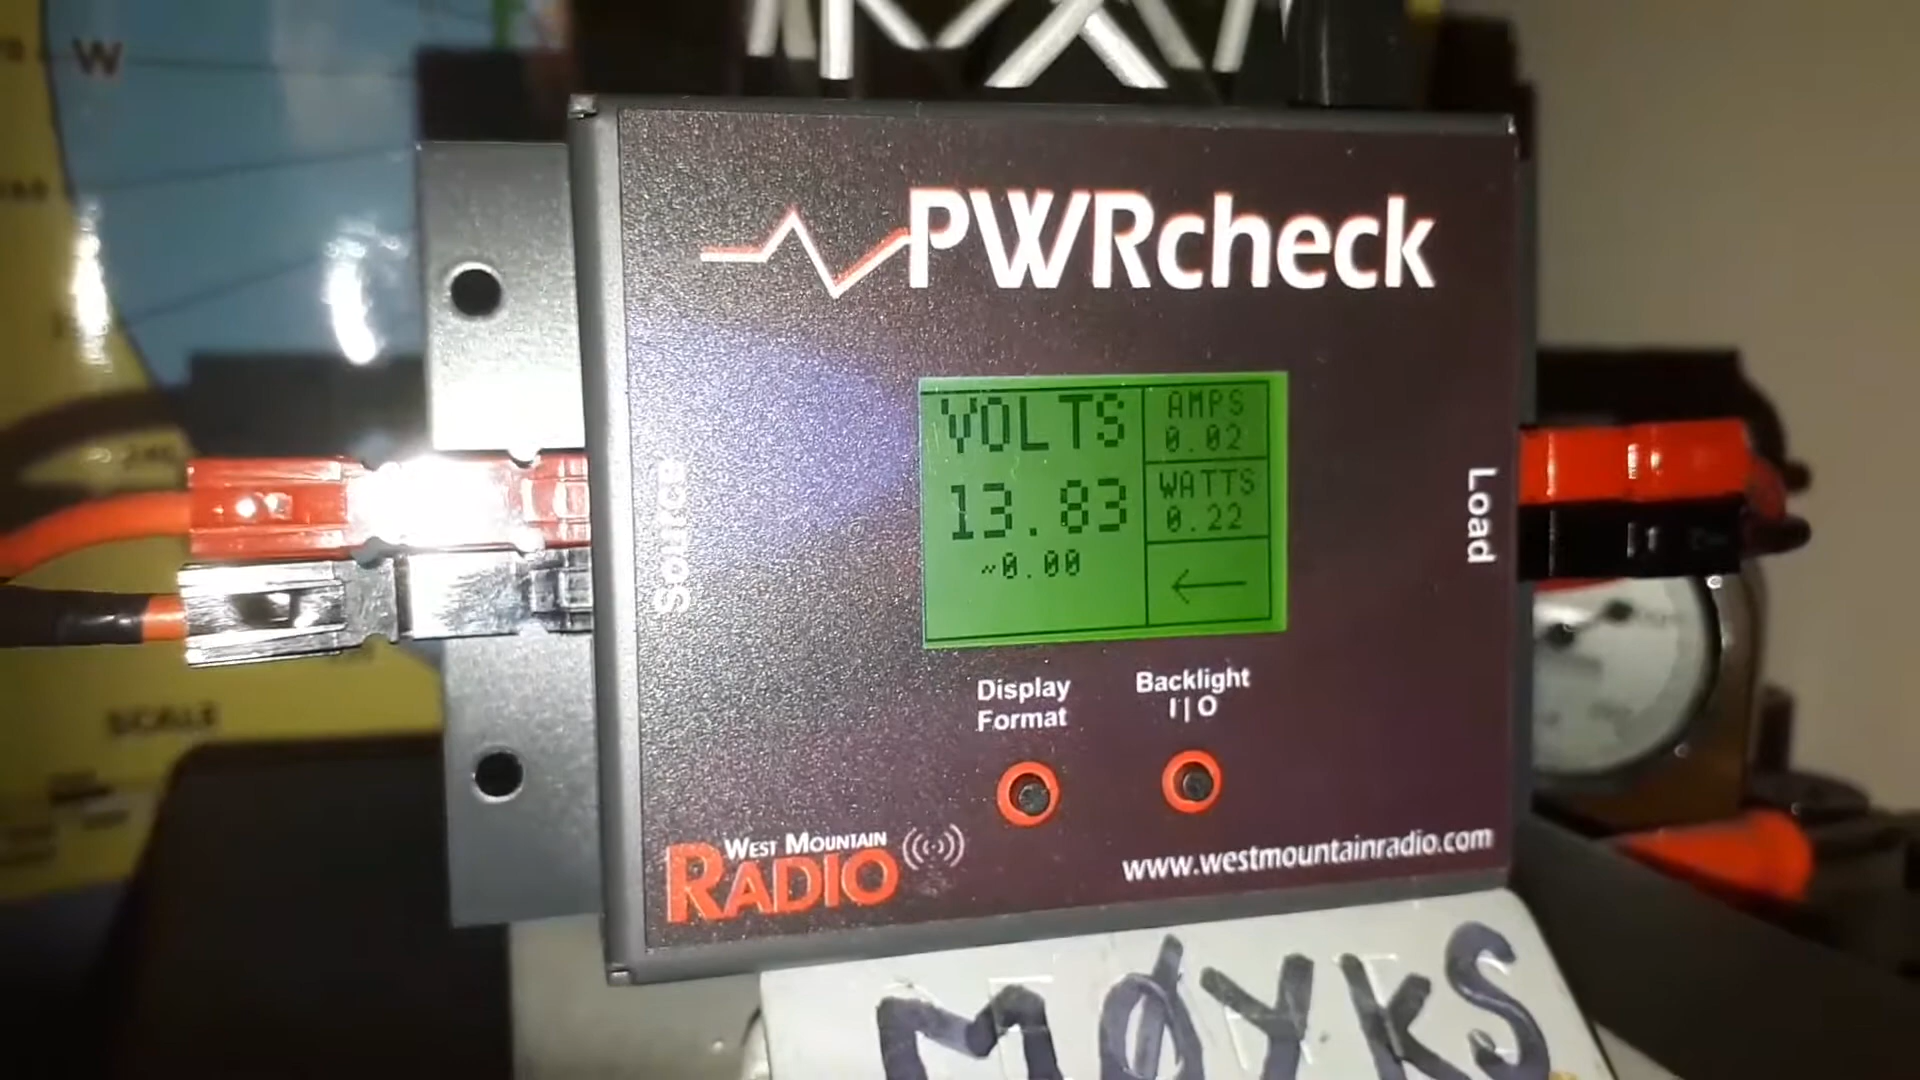 W
PWRcheck
VOLTS
13.83
~0.00
AMPS
0.02
WATTS
0.22
←
Source
Load
Display
Format
Backlight
I | O
WEST MOUNTAIN
RADIO
www.westmountainradio.com
SCALE
MØYKS